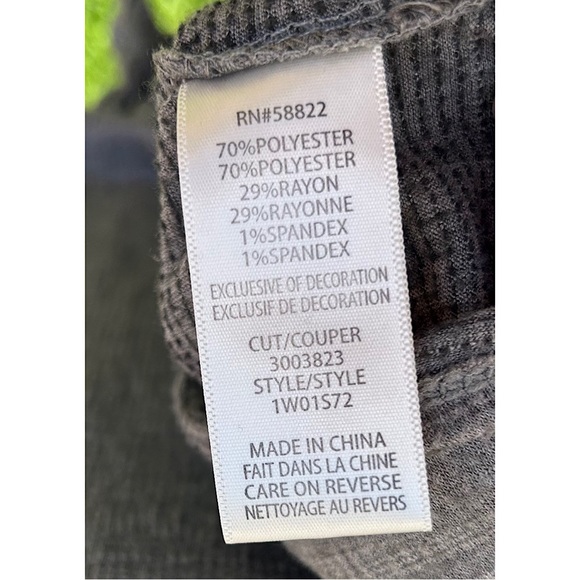 RN#58822
70%POLYESTER
70%POLYESTER
29%RAYON
29%RAYONNE
1%SPANDEX
1%SPANDEX
EXCLUESIVE OF DECORATION
EXCLUSIF DE DECORATION
CUT/COUPER
3003823
STYLE/STYLE
1W01S72
MADE IN CHINA
FAIT DANS LA CHINE
CARE ON REVERSE
NETTOYAGE AU REVERS